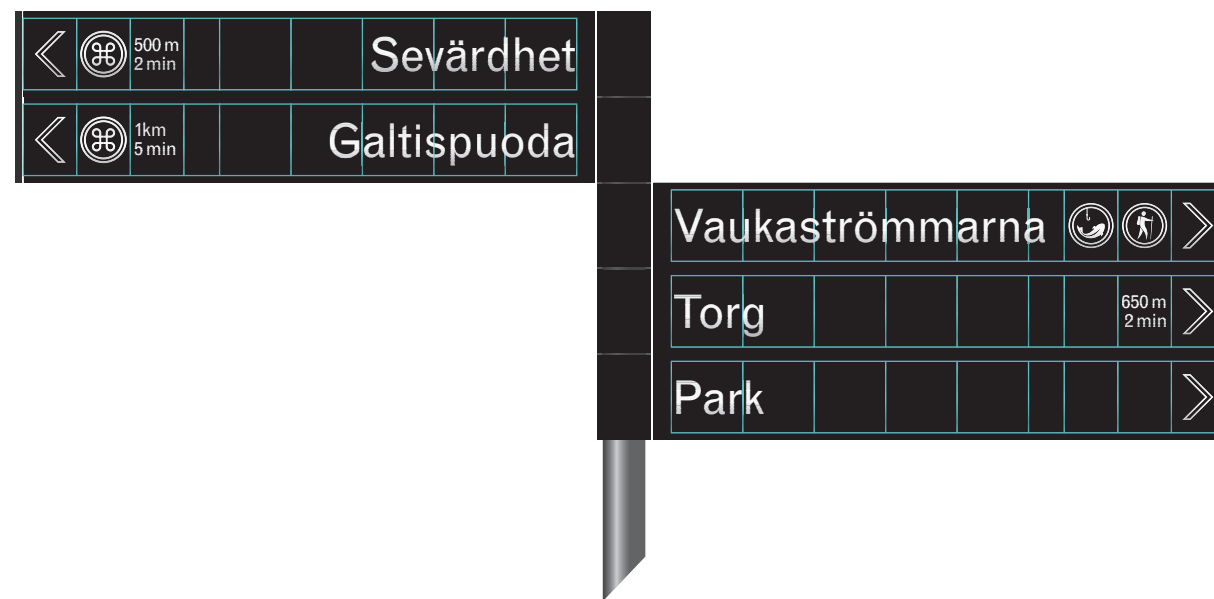 500 m
2 min
Sevärdhet
1km
5 min
Galtispuoda
Vaukaströmmarna
Torg
650 m
2 min
Park